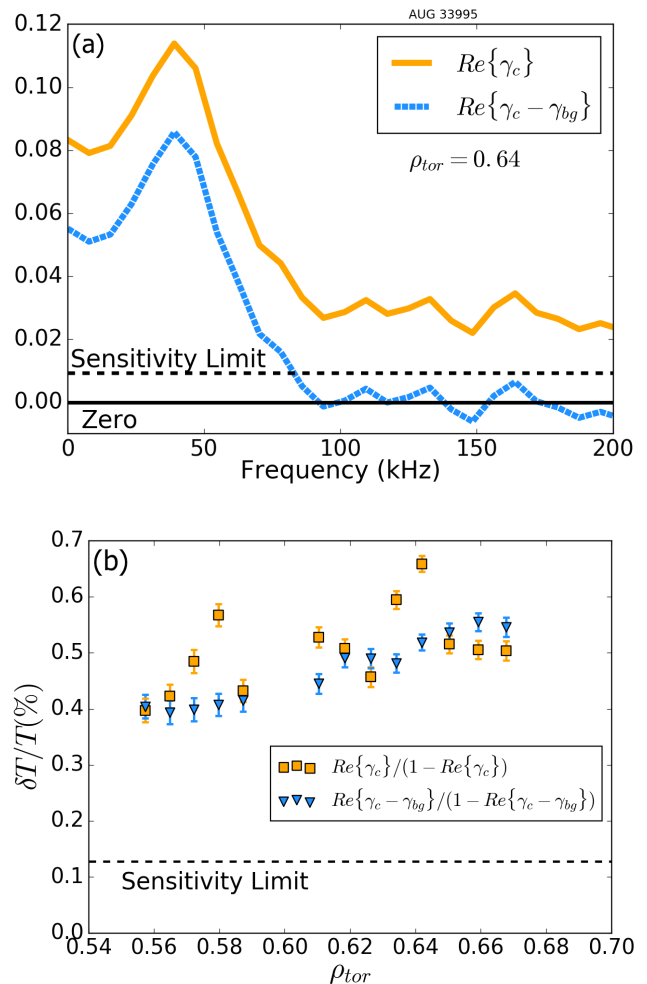 AUG 33995
(a)
0.12
0.10
0.08
0.06
0.04
0.02
0.00
Re{γc}
Re{γc − γbg}
ρtor = 0.64
Sensitivity Limit
Zero
0 50 100 150 200
Frequency (kHz)
(b)
0.7
0.6
0.5
0.4
0.3
0.2
0.1
0.0
δT/T(%)
Re{γc}/(1 − Re{γc})
Re{γc − γbg}/(1 − Re{γc − γbg})
Sensitivity Limit
0.54 0.56 0.58 0.60 0.62 0.64 0.66 0.68 0.70
ρtor